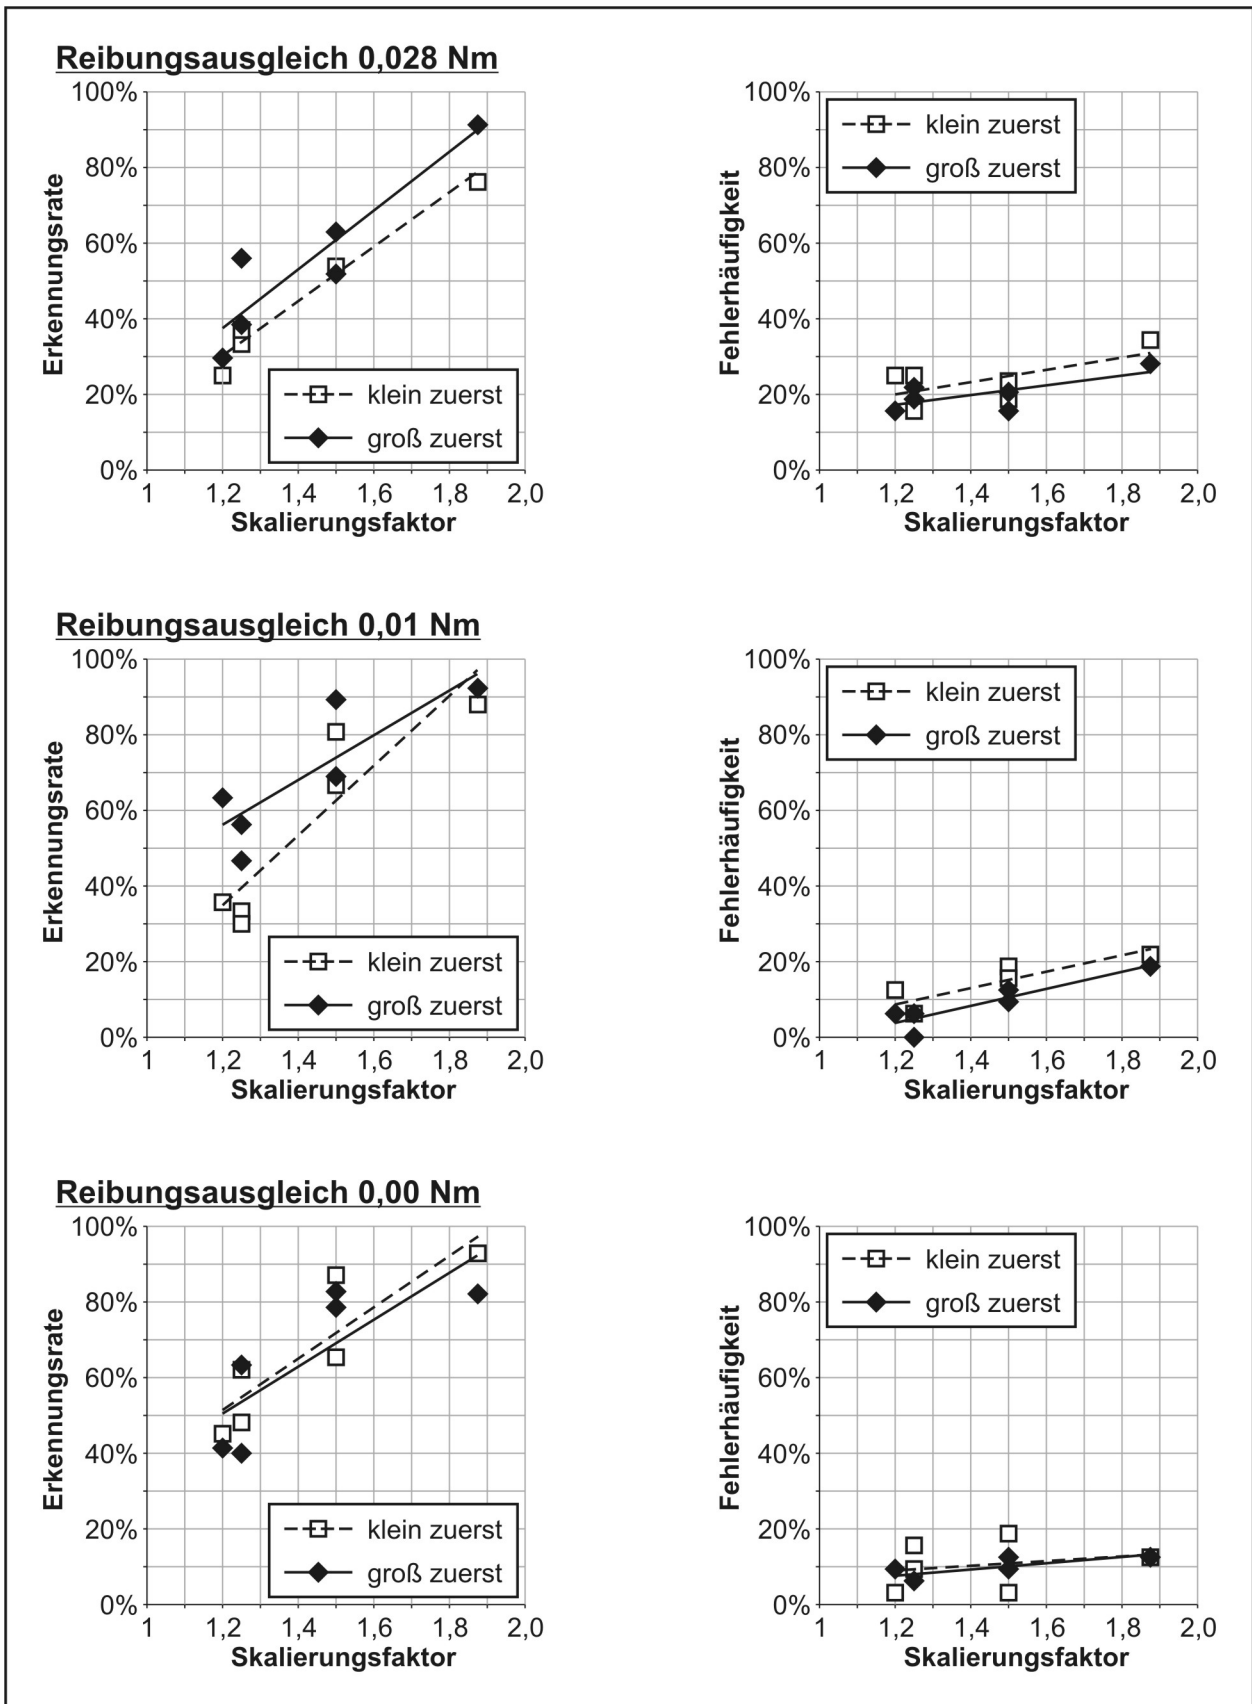 Reibungsausgleich 0,028 Nm
100%
80%
60%
40%
20%
0%
Erkennungsrate
klein zuerst
groß zuerst
1 1,2 1,4 1,6 1,8 2,0
Skalierungsfaktor
100%
80%
60%
40%
20%
0%
Fehlerhäufigkeit
klein zuerst
groß zuerst
1 1,2 1,4 1,6 1,8 2,0
Skalierungsfaktor
Reibungsausgleich 0,01 Nm
100%
80%
60%
40%
20%
0%
Erkennungsrate
klein zuerst
groß zuerst
1 1,2 1,4 1,6 1,8 2,0
Skalierungsfaktor
100%
80%
60%
40%
20%
0%
Fehlerhäufigkeit
klein zuerst
groß zuerst
1 1,2 1,4 1,6 1,8 2,0
Skalierungsfaktor
Reibungsausgleich 0,00 Nm
100%
80%
60%
40%
20%
0%
Erkennungsrate
klein zuerst
groß zuerst
1 1,2 1,4 1,6 1,8 2,0
Skalierungsfaktor
100%
80%
60%
40%
20%
0%
Fehlerhäufigkeit
klein zuerst
groß zuerst
1 1,2 1,4 1,6 1,8 2,0
Skalierungsfaktor